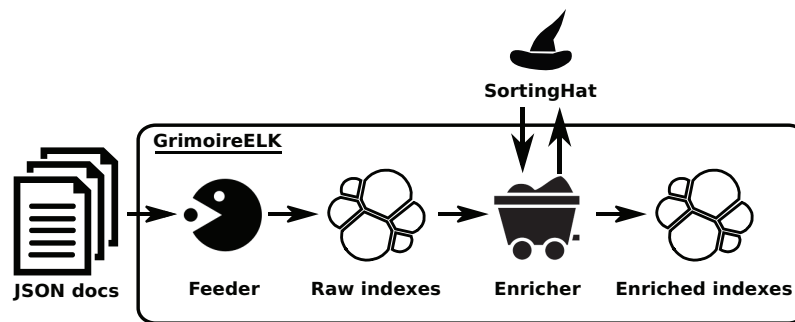 SortingHat
GrimoireELK
JSON docs
Feeder
Raw indexes
Enricher
Enriched indexes